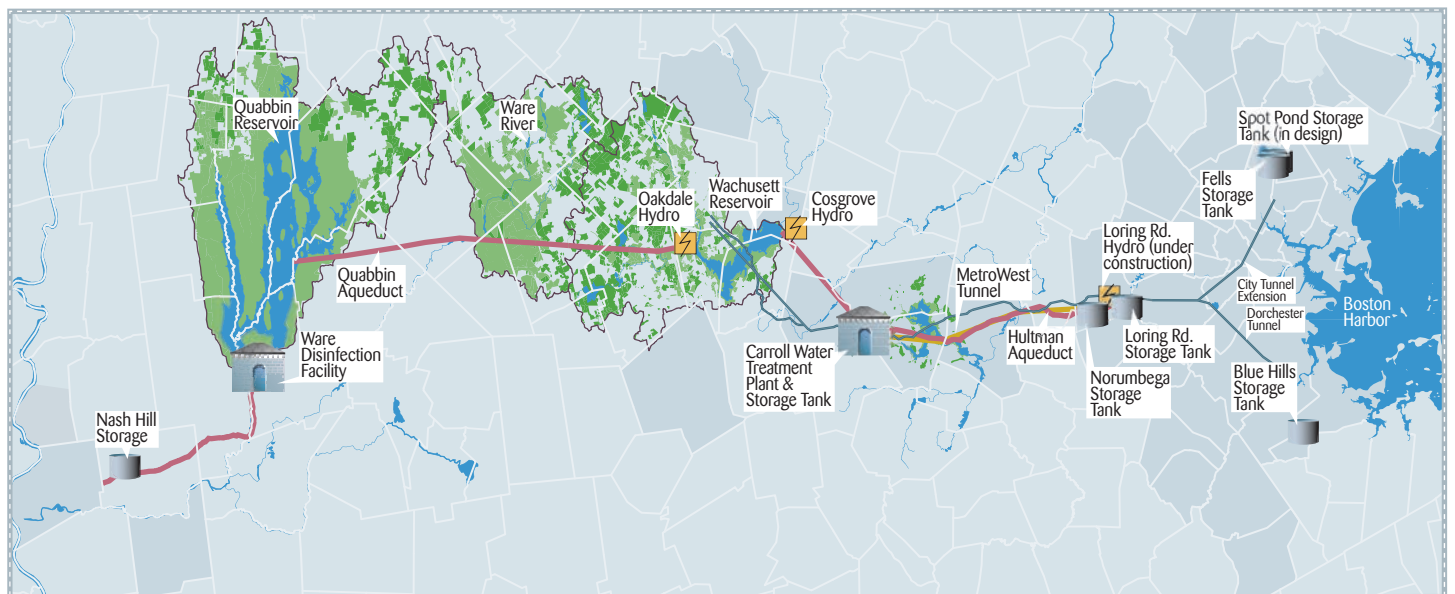 Quabbin
Reservoir
Ware
River
Spot Pond Storage
Tank (in design)
Fells
Storage
Tank
Oakdale
Hydro
Wachusett
Reservoir
Cosgrove
Hydro
Loring Rd.
Hydro (under
construction)
Quabbin
Aqueduct
MetroWest
Tunnel
City Tunnel
Extension
Dorchester
Tunnel
Boston
Harbor
Ware
Disinfection
Facility
Carroll Water
Treatment
Plant &
Storage Tank
Hultman
Aqueduct
Loring Rd.
Storage Tank
Norumbega
Storage
Tank
Blue Hills
Storage
Tank
Nash Hill
Storage